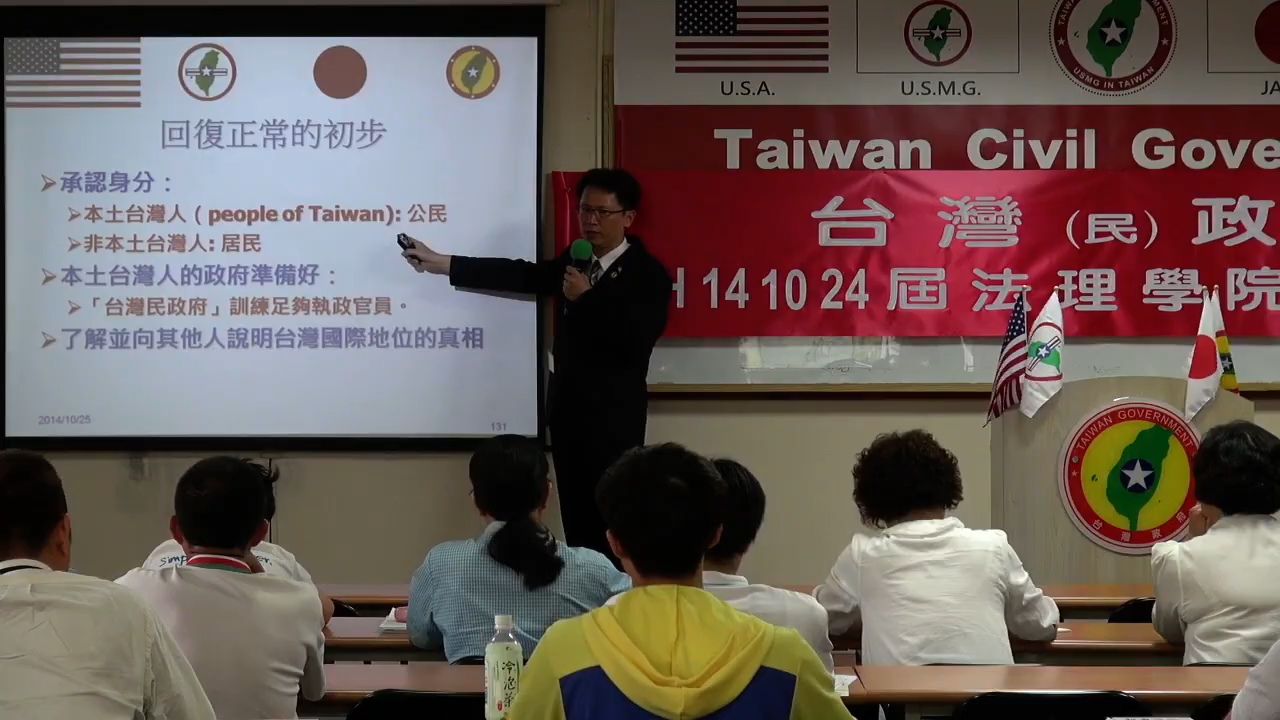 回復正常的初步
➢承認身分：
➢本土台灣人 ( people of Taiwan): 公民
➢非本土台灣人: 居民
➢本土台灣人的政府準備好：
➢「台灣民政府」訓練足夠執政官員。
➢了解並向其他人說明台灣國際地位的真相
2014/10/25
131
U.S.A.
U.S.M.G.
USMG IN TAIWAN
JA
Taiwan Civil Gove
台灣(民)政
14 10 24 屆法理學院
TAIWAN GOVERNMENT
台灣政府
冷泡茶